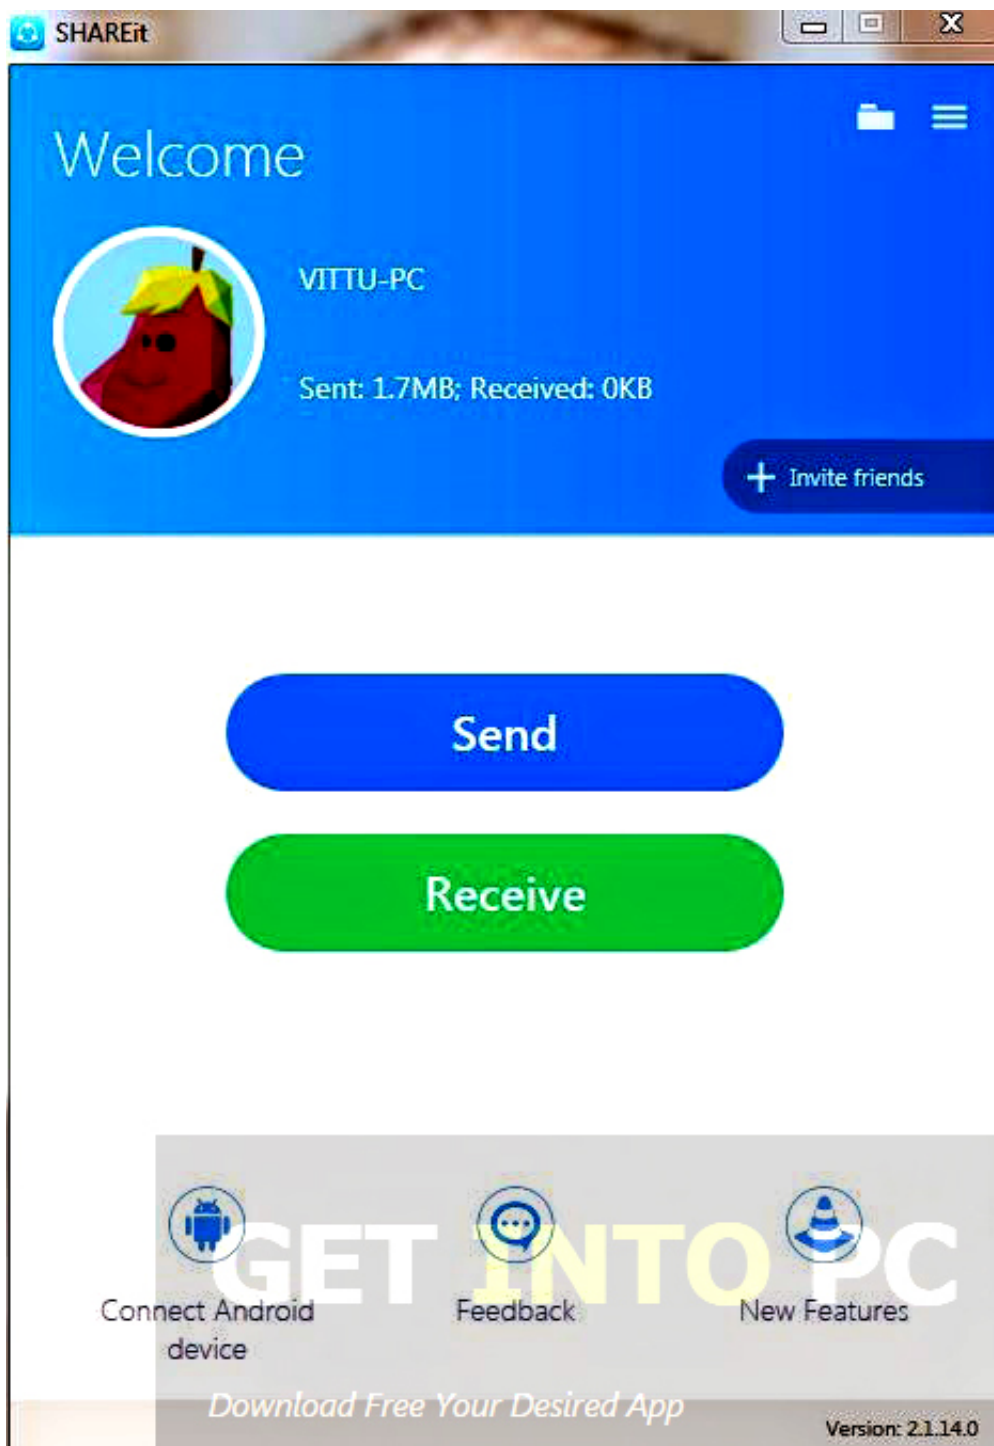 SHAREit
Welcome
VITTU-PC
Sent: 1.7MB; Received: 0KB
Invite friends
Send
Receive
GET INTO PC
Connect Android
device
Feedback
New Features
Download Free Your Desired App
Version: 2.1.14.0